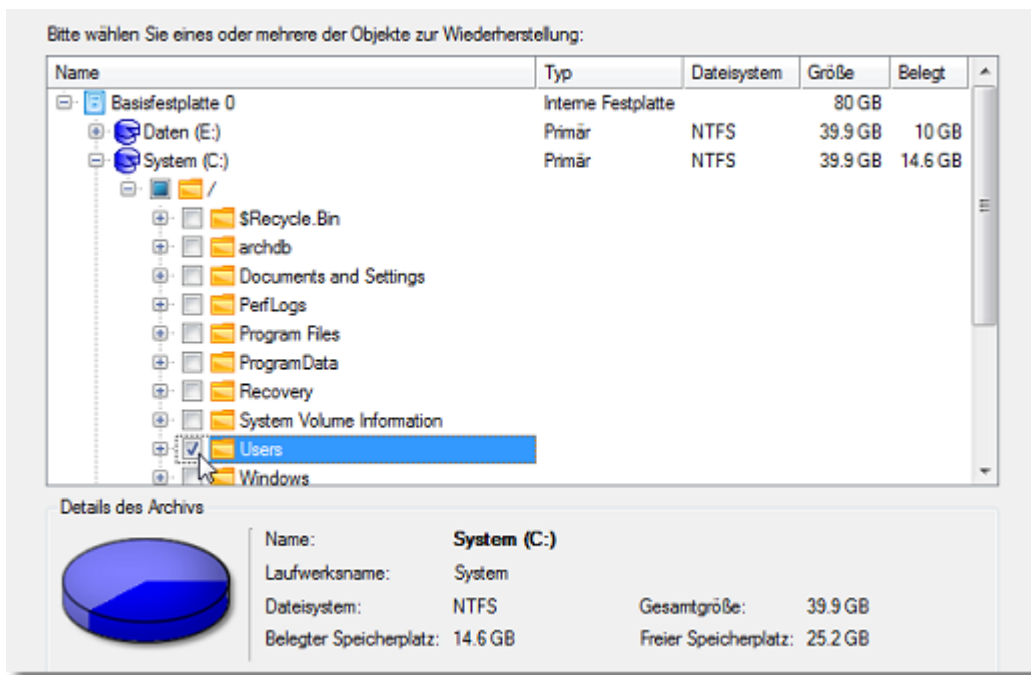 Bitte wählen Sie eines oder mehrere der Objekte zur Wiederherstellung:
Name Typ Dateisystem Größe Belegt
Basisfestplatte 0 Interne Festplatte 80 GB
Daten (E:) Primär NTFS 39.9 GB 10 GB
System (C:) Primär NTFS 39.9 GB 14.6 GB
/
$Recycle.Bin
archdb
Documents and Settings
PerfLogs
Program Files
ProgramData
Recovery
System Volume Information
Users
Windows
Details des Archivs
Name: System (C:)
Laufwerksname: System
Dateisystem: NTFS Gesamtgröße: 39.9 GB
Belegter Speicherplatz: 14.6 GB Freier Speicherplatz: 25.2 GB